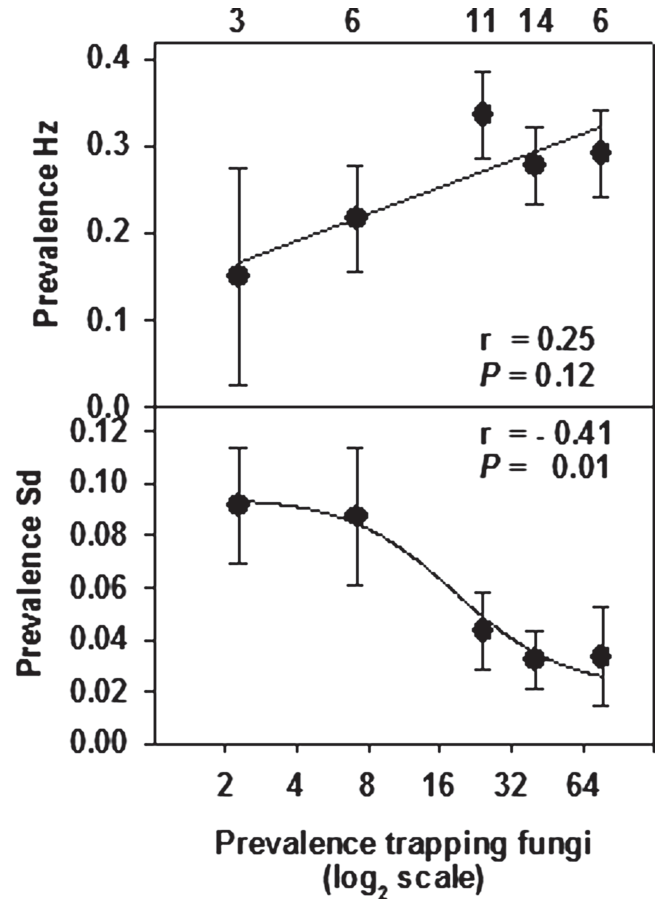 3 6 11 14 6
0.4
0.3
0.2
0.1
0.0
Prevalence Hz
r = 0.25
P = 0.12
0.12
0.10
0.08
0.06
0.04
0.02
0.00
Prevalence Sd
r = - 0.41
P = 0.01
2 4 8 16 32 64
Prevalence trapping fungi
(log2 scale)